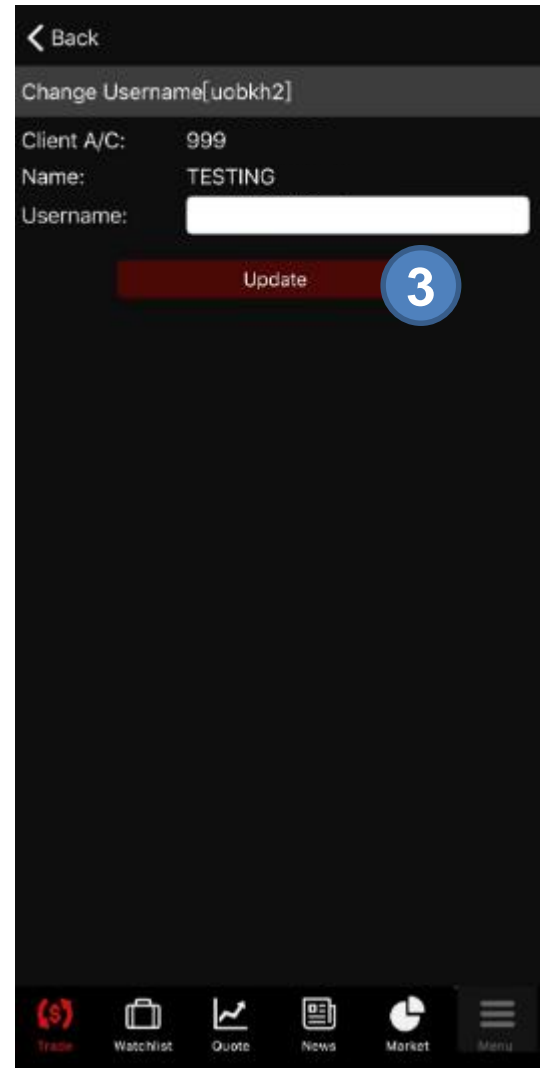 Back
Change Username[uobkh2]
Client A/C: 999
Name: TESTING
Username:
Update
3
Trade Watchlist Quote News Market Menu